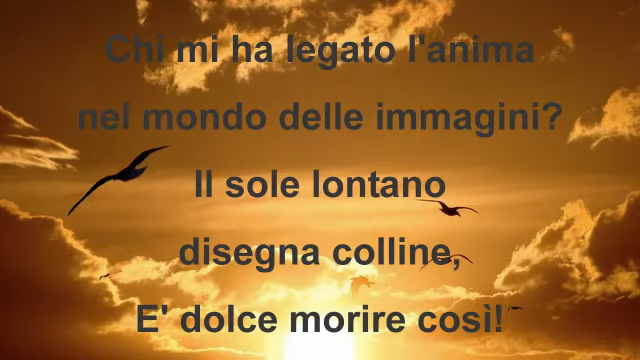 Chi mi ha legato l'anima
nel mondo delle immagini?
Il sole lontano
disegna colline,
E' dolce morire così!